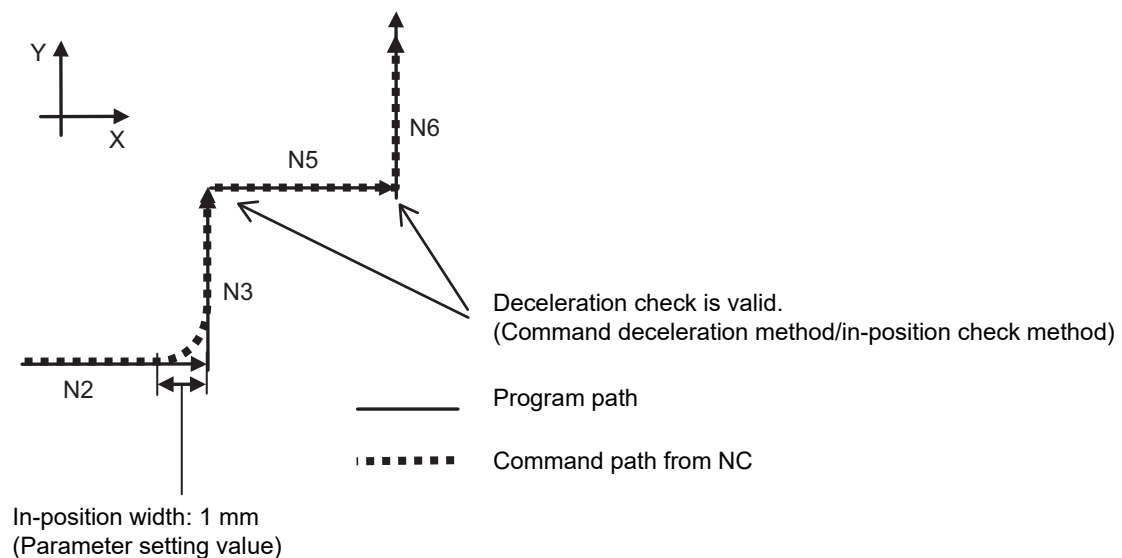 Y
X
N6
N5
N3
Deceleration check is valid.
(Command deceleration method/in-position check method)
N2
Program path
Command path from NC
In-position width: 1 mm
(Parameter setting value)